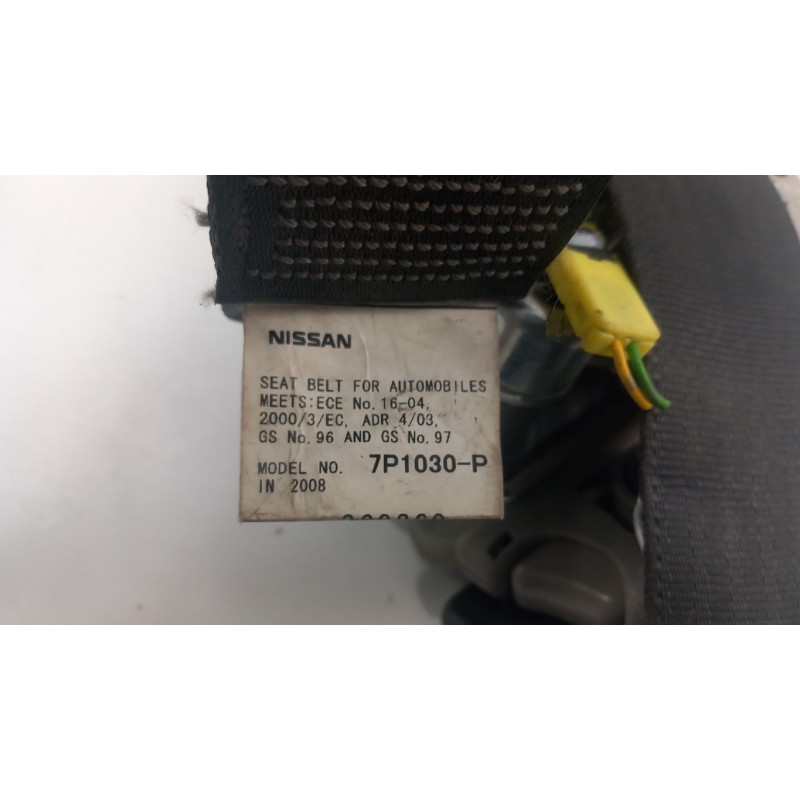 NISSAN
SEAT BELT FOR AUTOMOBILES
MEETS:ECE No. 16-04,
2000/3/EC, ADR 4/03,
GS No. 96 AND GS No. 97
MODEL NO. 7P1030-P
IN 2008